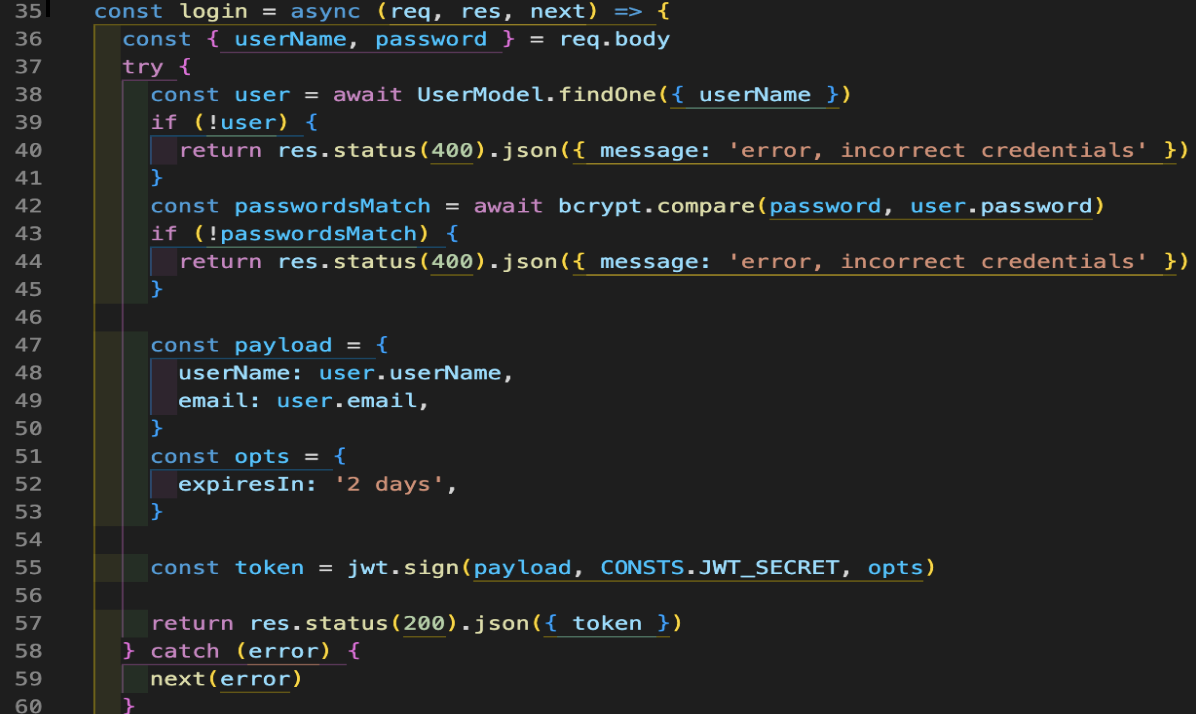 35 const login = async (req, res, next) => {
36 const { userName, password } = req.body
37 try {
38 const user = await UserModel.findOne({ userName })
39 if (!user) {
40 return res.status(400).json({ message: 'error, incorrect credentials' })
41 }
42 const passwordsMatch = await bcrypt.compare(password, user.password)
43 if (!passwordsMatch) {
44 return res.status(400).json({ message: 'error, incorrect credentials' })
45 }
46
47 const payload = {
48 userName: user.userName,
49 email: user.email,
50 }
51 const opts = {
52 expiresIn: '2 days',
53 }
54
55 const token = jwt.sign(payload, CONSTS.JWT_SECRET, opts)
56
57 return res.status(200).json({ token })
58 } catch (error) {
59 next(error)
60 }